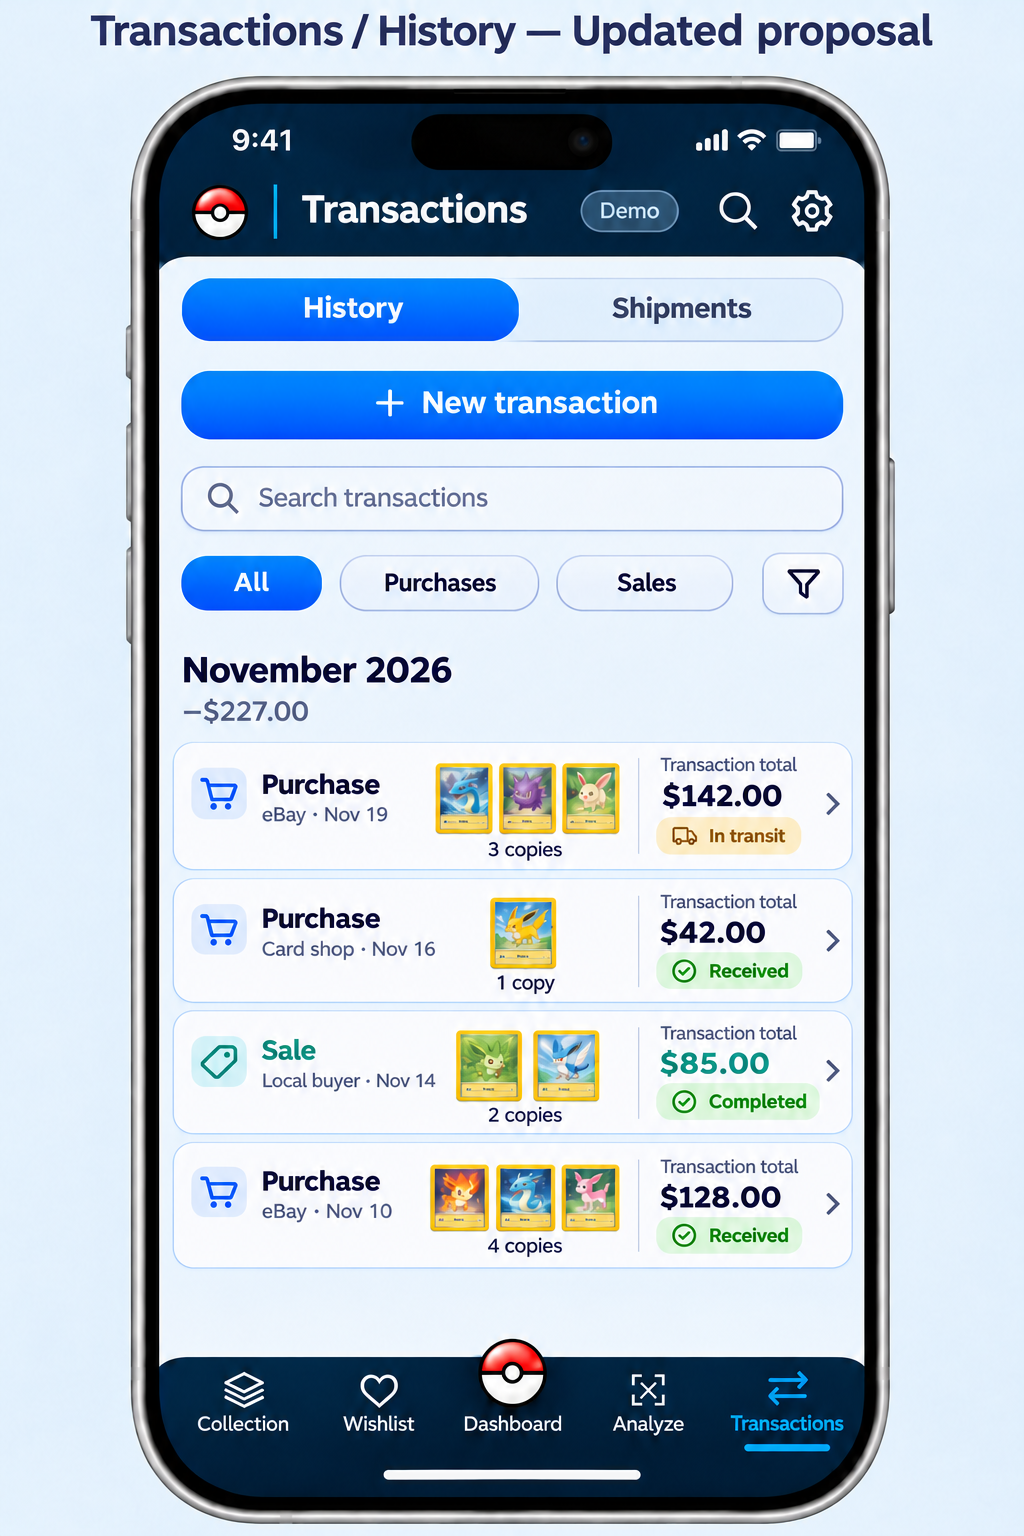 Transactions / History — Updated proposal
9:41
Transactions
Demo
History
Shipments
+ New transaction
Search transactions
All
Purchases
Sales
November 2026
−$227.00
Purchase
eBay • Nov 19
3 copies
Transaction total
$142.00
In transit
Purchase
Card shop • Nov 16
1 copy
Transaction total
$42.00
Received
Sale
Local buyer • Nov 14
2 copies
Transaction total
$85.00
Completed
Purchase
eBay • Nov 10
4 copies
Transaction total
$128.00
Received
Collection
Wishlist
Dashboard
Analyze
Transactions